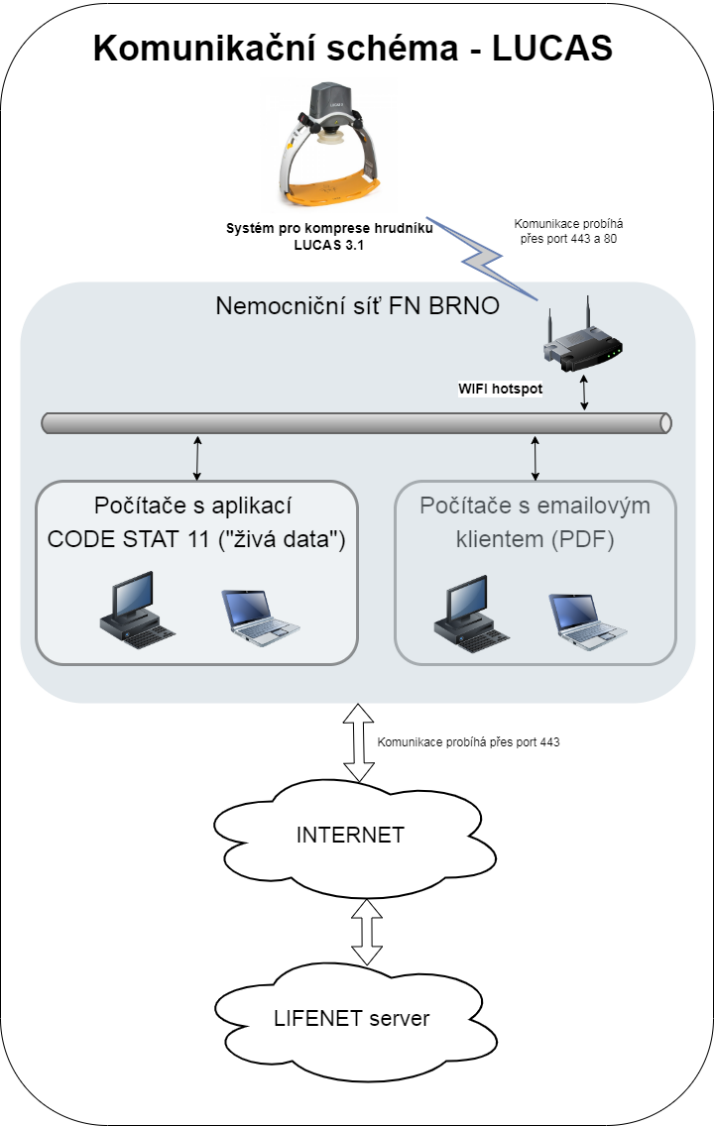 Komunikační schéma - LUCAS
Systém pro komprese hrudníku
LUCAS 3.1
Komunikace probíhá
přes port 443 a 80
Nemocniční síť FN BRNO
WIFI hotspot
Počítače s aplikací
CODE STAT 11 ("živá data")
Počítače s emailovým
klientem (PDF)
Komunikace probíhá přes port 443
INTERNET
LIFENET server